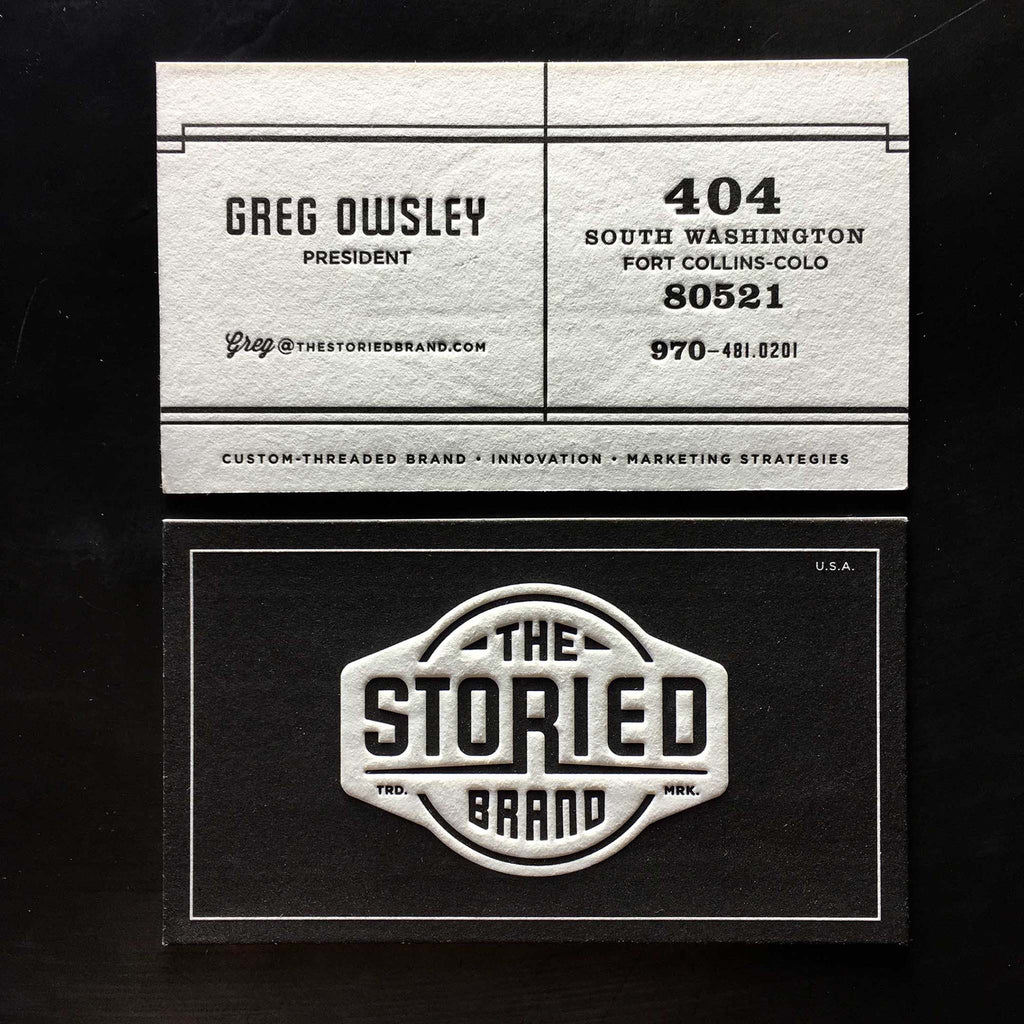 GREG OWSLEY
PRESIDENT
Greg@THESTORIEDBRAND.COM
404
SOUTH WASHINGTON
FORT COLLINS-COLO
80521
970-481.0201
CUSTOM-THREADED BRAND • INNOVATION • MARKETING STRATEGIES
U.S.A.
THE
STORIED
TRD. MRK.
BRAND